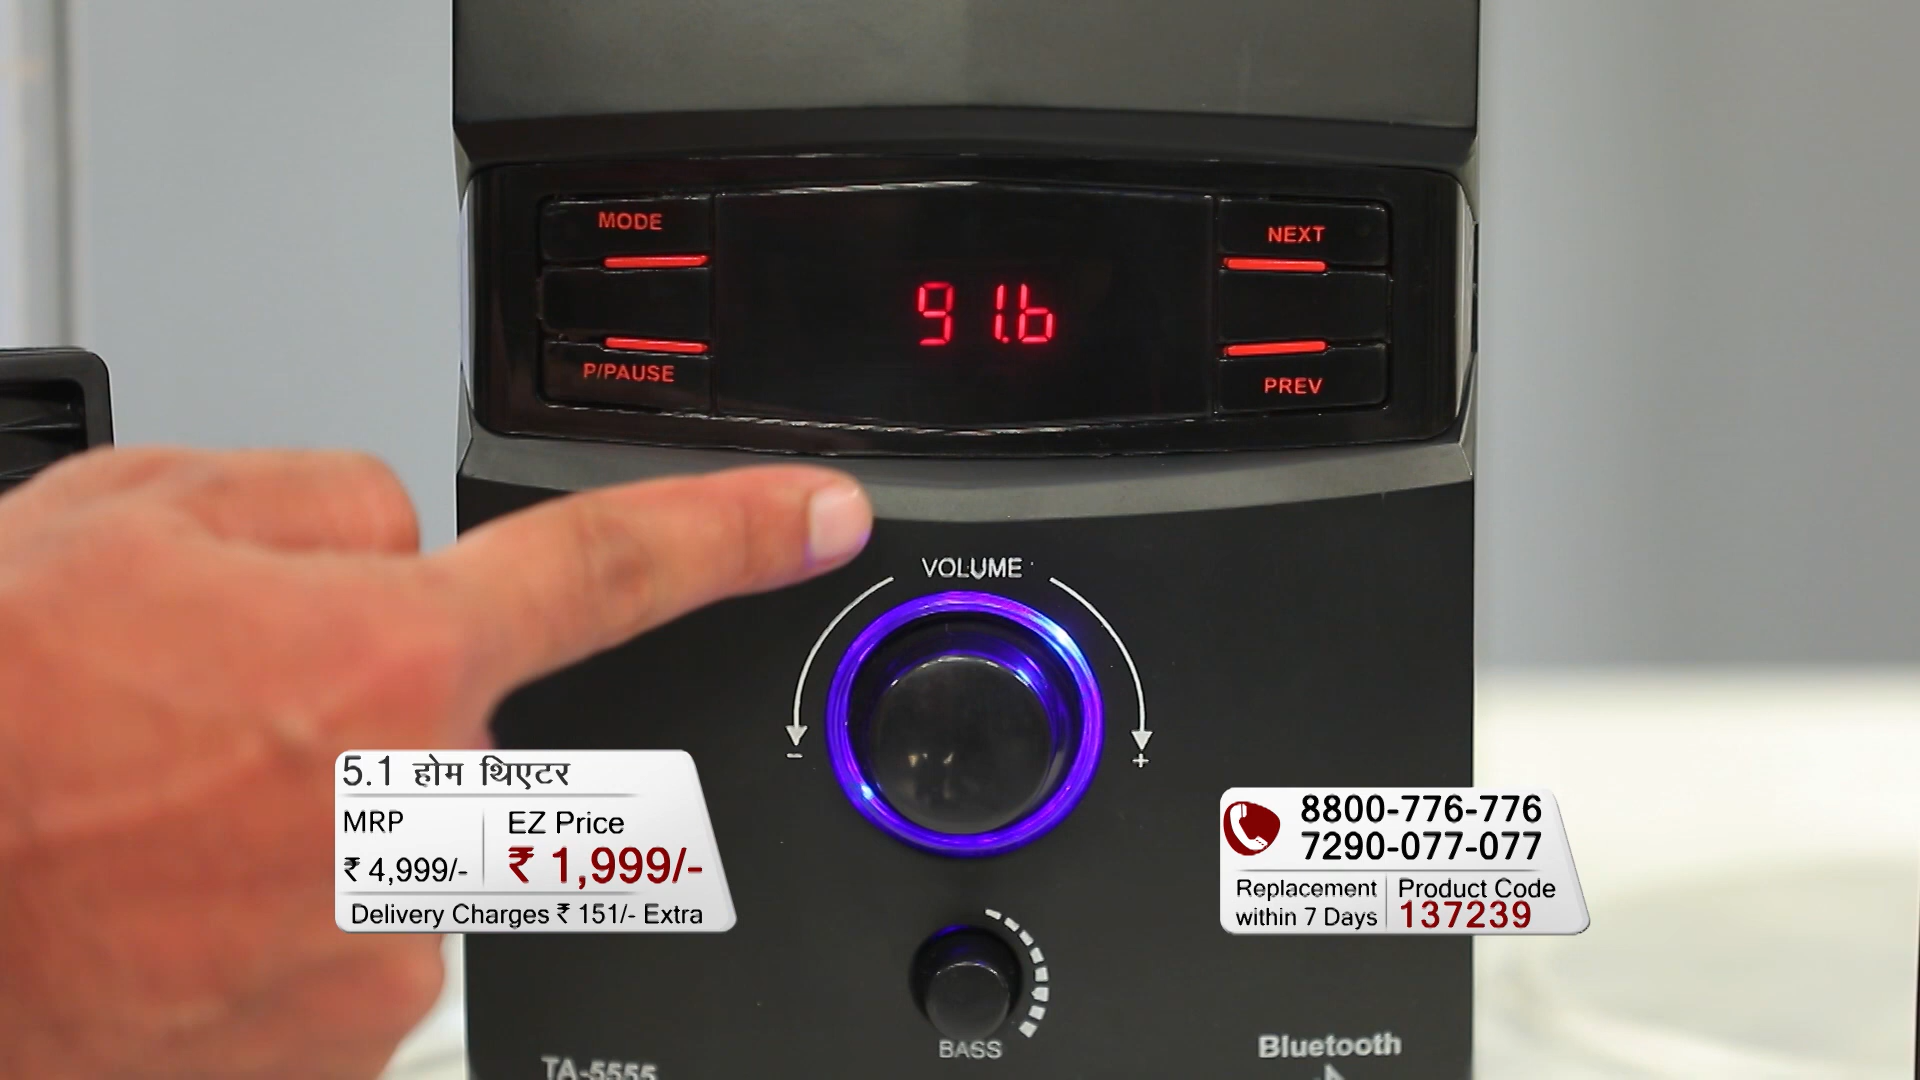 MODE
NEXT
91.6
P/PAUSE
PREV
VOLUME
- +
5.1 होम थिएटर
MRP
EZ Price
₹ 4,999/-
₹ 1,999/-
Delivery Charges ₹ 151/- Extra
8800-776-776
7290-077-077
Replacement
within 7 Days
Product Code
137239
BASS
Bluetooth
TA-5555